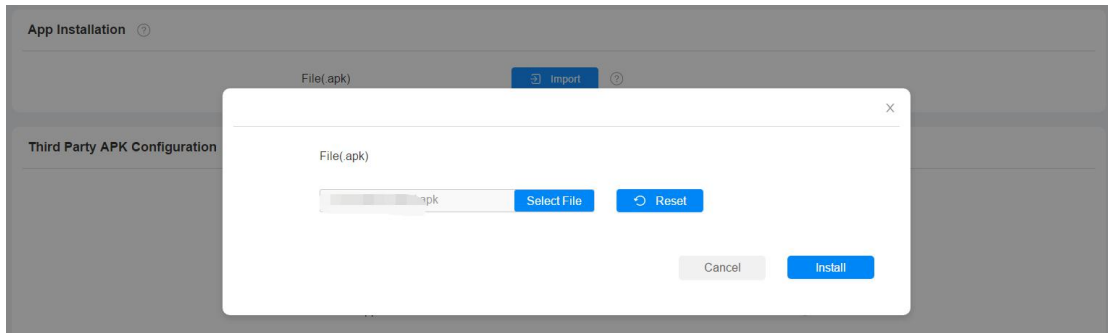 App Installation ?
File(.apk) Import ?
X
Third Party APK Configuration
File(.apk)
apk Select File Reset
Cancel Install